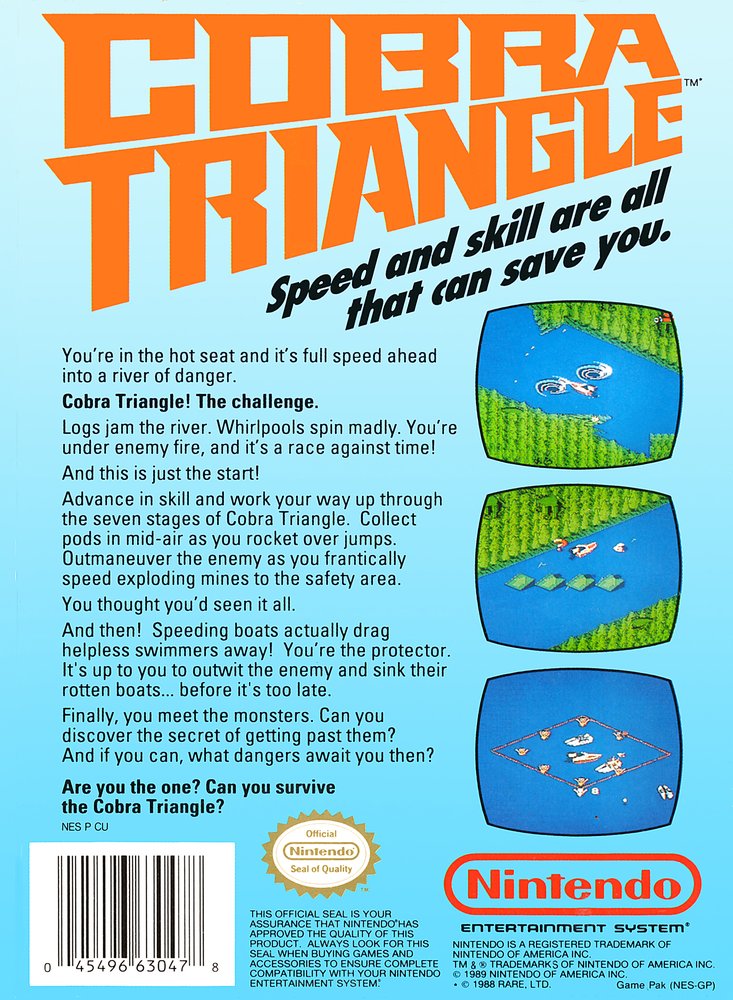 COBRA
TRIANGLE
TM*
Speed and skill are all
that can save you.
You're in the hot seat and it's full speed ahead
into a river of danger.
Cobra Triangle! The challenge.
Logs jam the river. Whirlpools spin madly. You're
under enemy fire, and it's a race against time!
And this is just the start!
Advance in skill and work your way up through
the seven stages of Cobra Triangle. Collect
pods in mid-air as you rocket over jumps.
Outmaneuver the enemy as you frantically
speed exploding mines to the safety area.
You thought you'd seen it all.
And then! Speeding boats actually drag
helpless swimmers away! You're the protector.
It's up to you to outwit the enemy and sink their
rotten boats... before it's too late.
Finally, you meet the monsters. Can you
discover the secret of getting past them?
And if you can, what dangers await you then?
Are you the one? Can you survive
the Cobra Triangle?
NES P CU
0 45496 63047 8
Official
Nintendo
Seal of Quality
TM
THIS OFFICIAL SEAL IS YOUR
ASSURANCE THAT NINTENDO® HAS
APPROVED THE QUALITY OF THIS
PRODUCT. ALWAYS LOOK FOR THIS
SEAL WHEN BUYING GAMES AND
ACCESSORIES TO ENSURE COMPLETE
COMPATIBILITY WITH YOUR NINTENDO
ENTERTAINMENT SYSTEM®.
Nintendo
ENTERTAINMENT SYSTEM®
NINTENDO IS A REGISTERED TRADEMARK OF
NINTENDO OF AMERICA INC.
TM & ® TRADEMARKS OF NINTENDO OF AMERICA INC.
© 1989 NINTENDO OF AMERICA INC.
• © 1988 RARE, LTD. Game Pak (NES-GP)